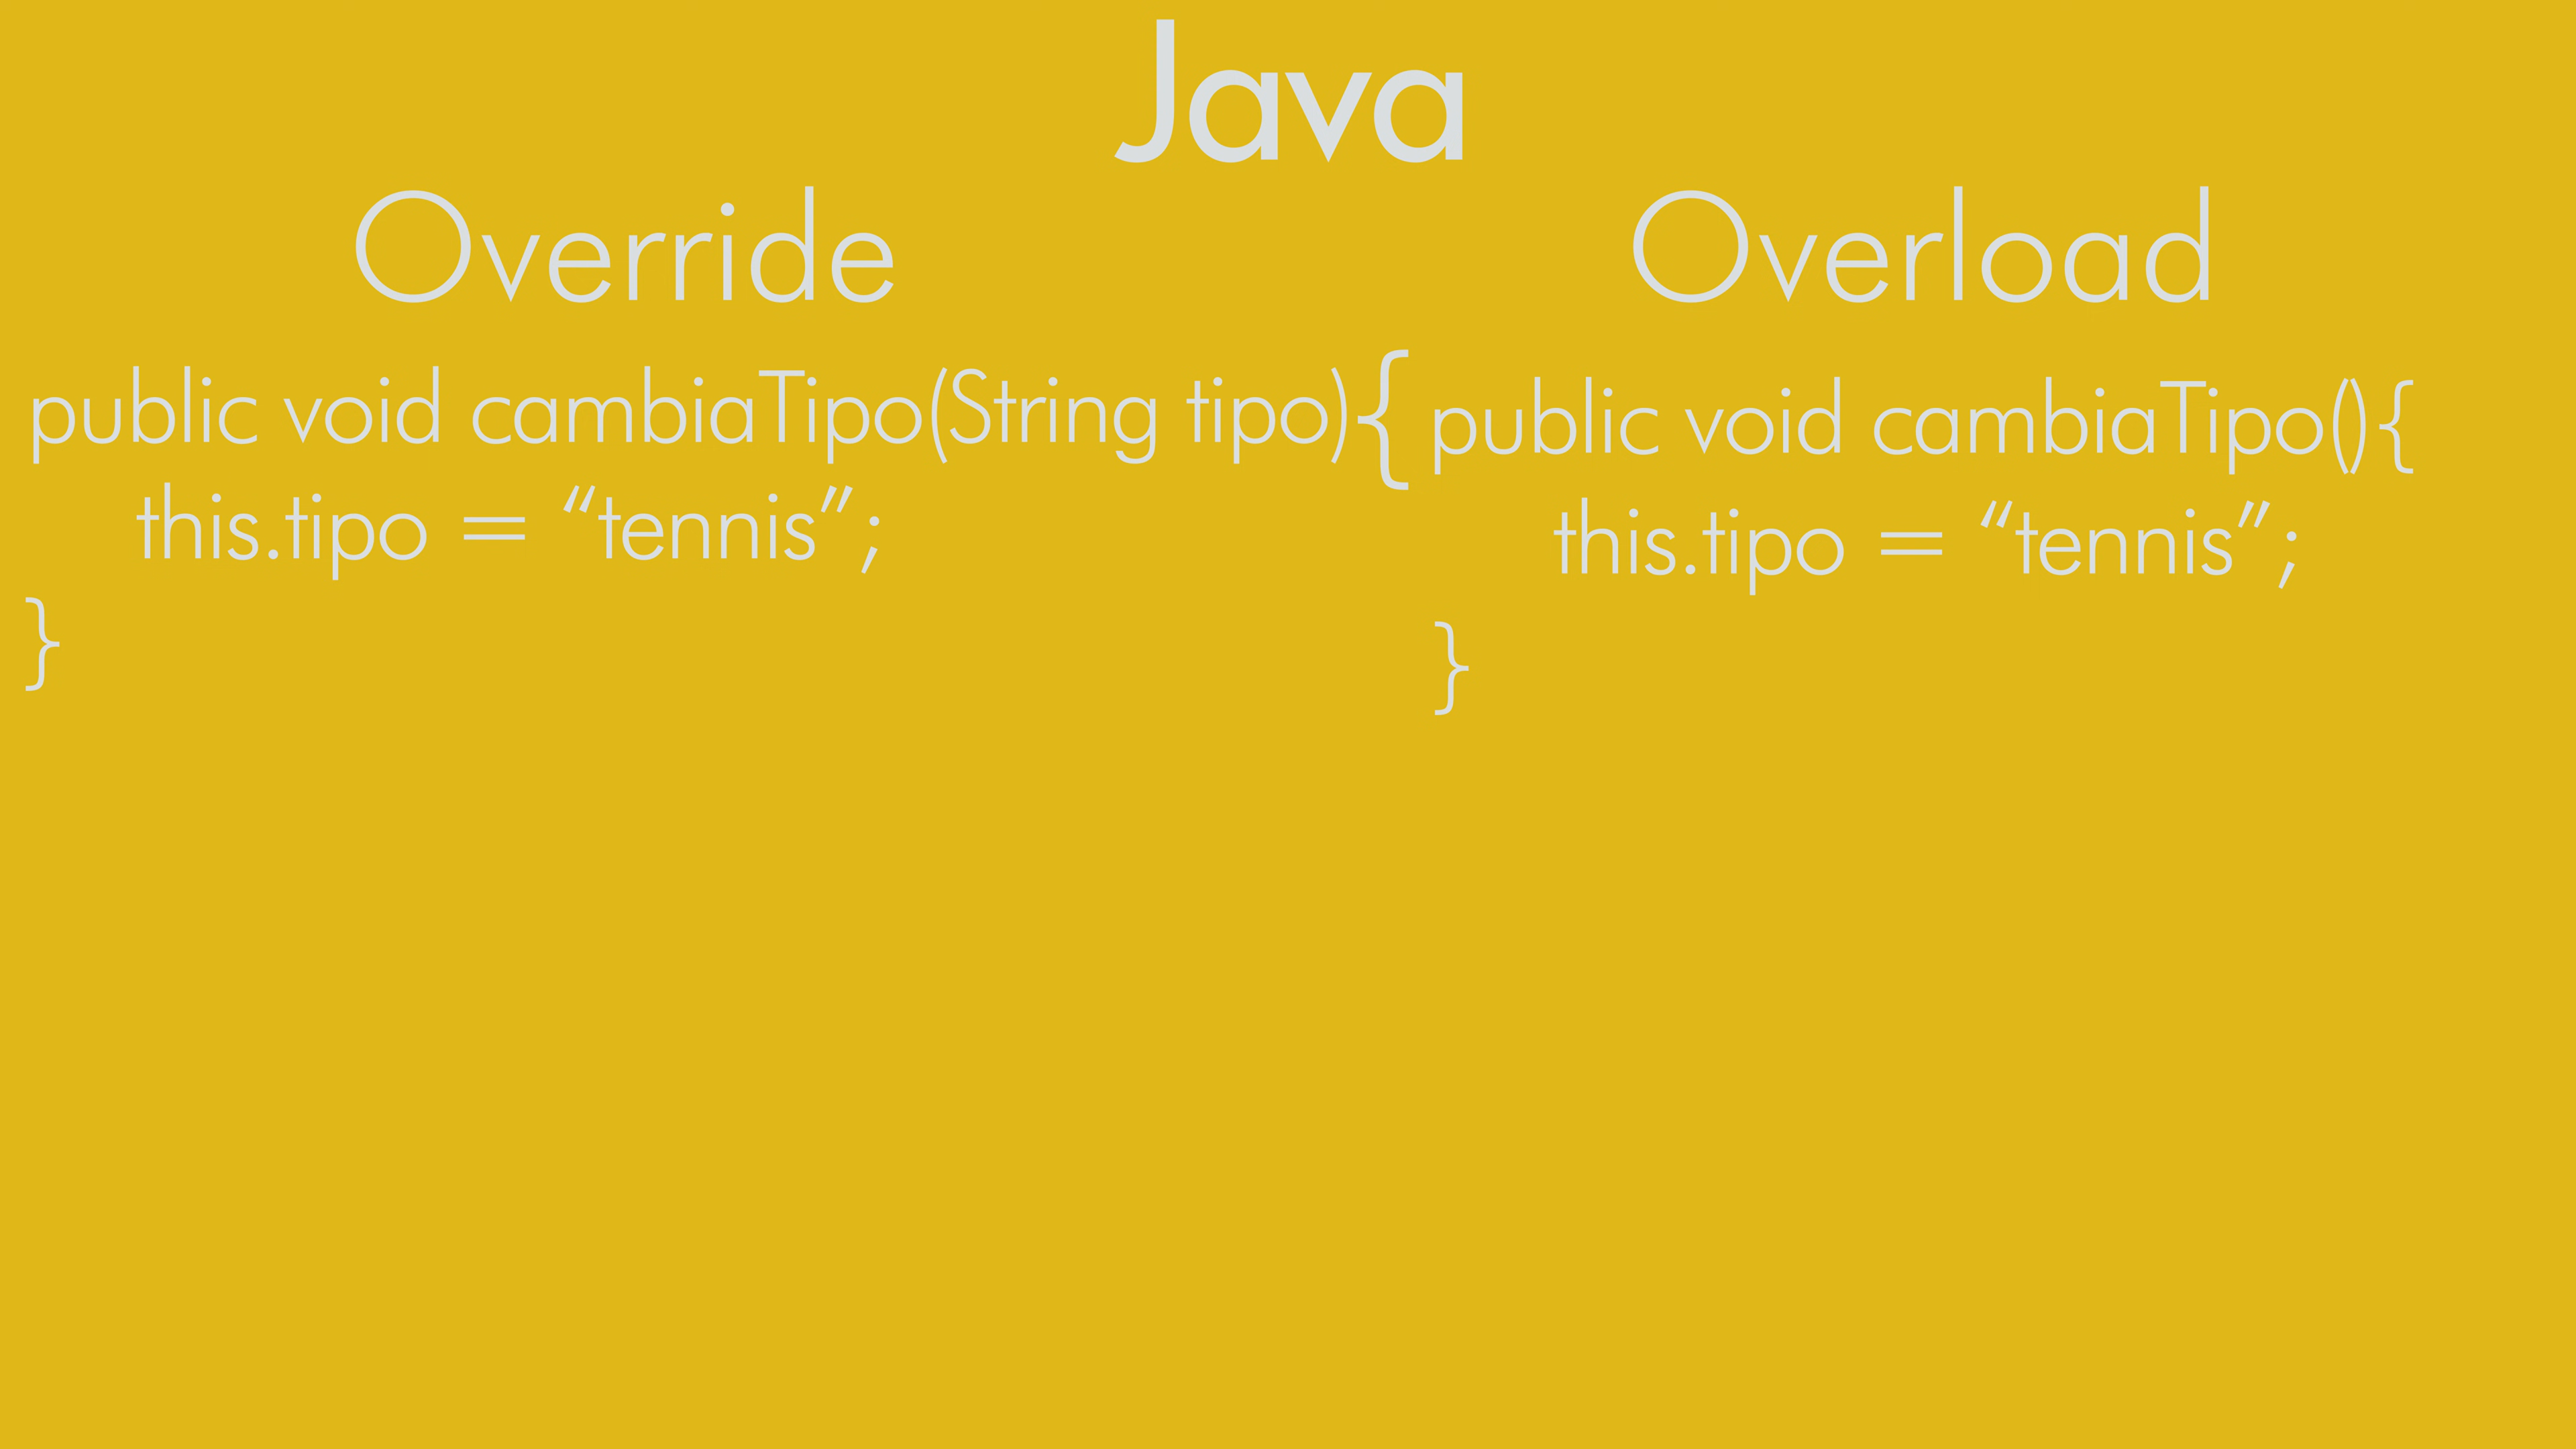 Java
Override
public void cambiaTipo(String tipo){
this.tipo = “tennis”;
}
Overload
public void cambiaTipo(){
this.tipo = “tennis”;
}